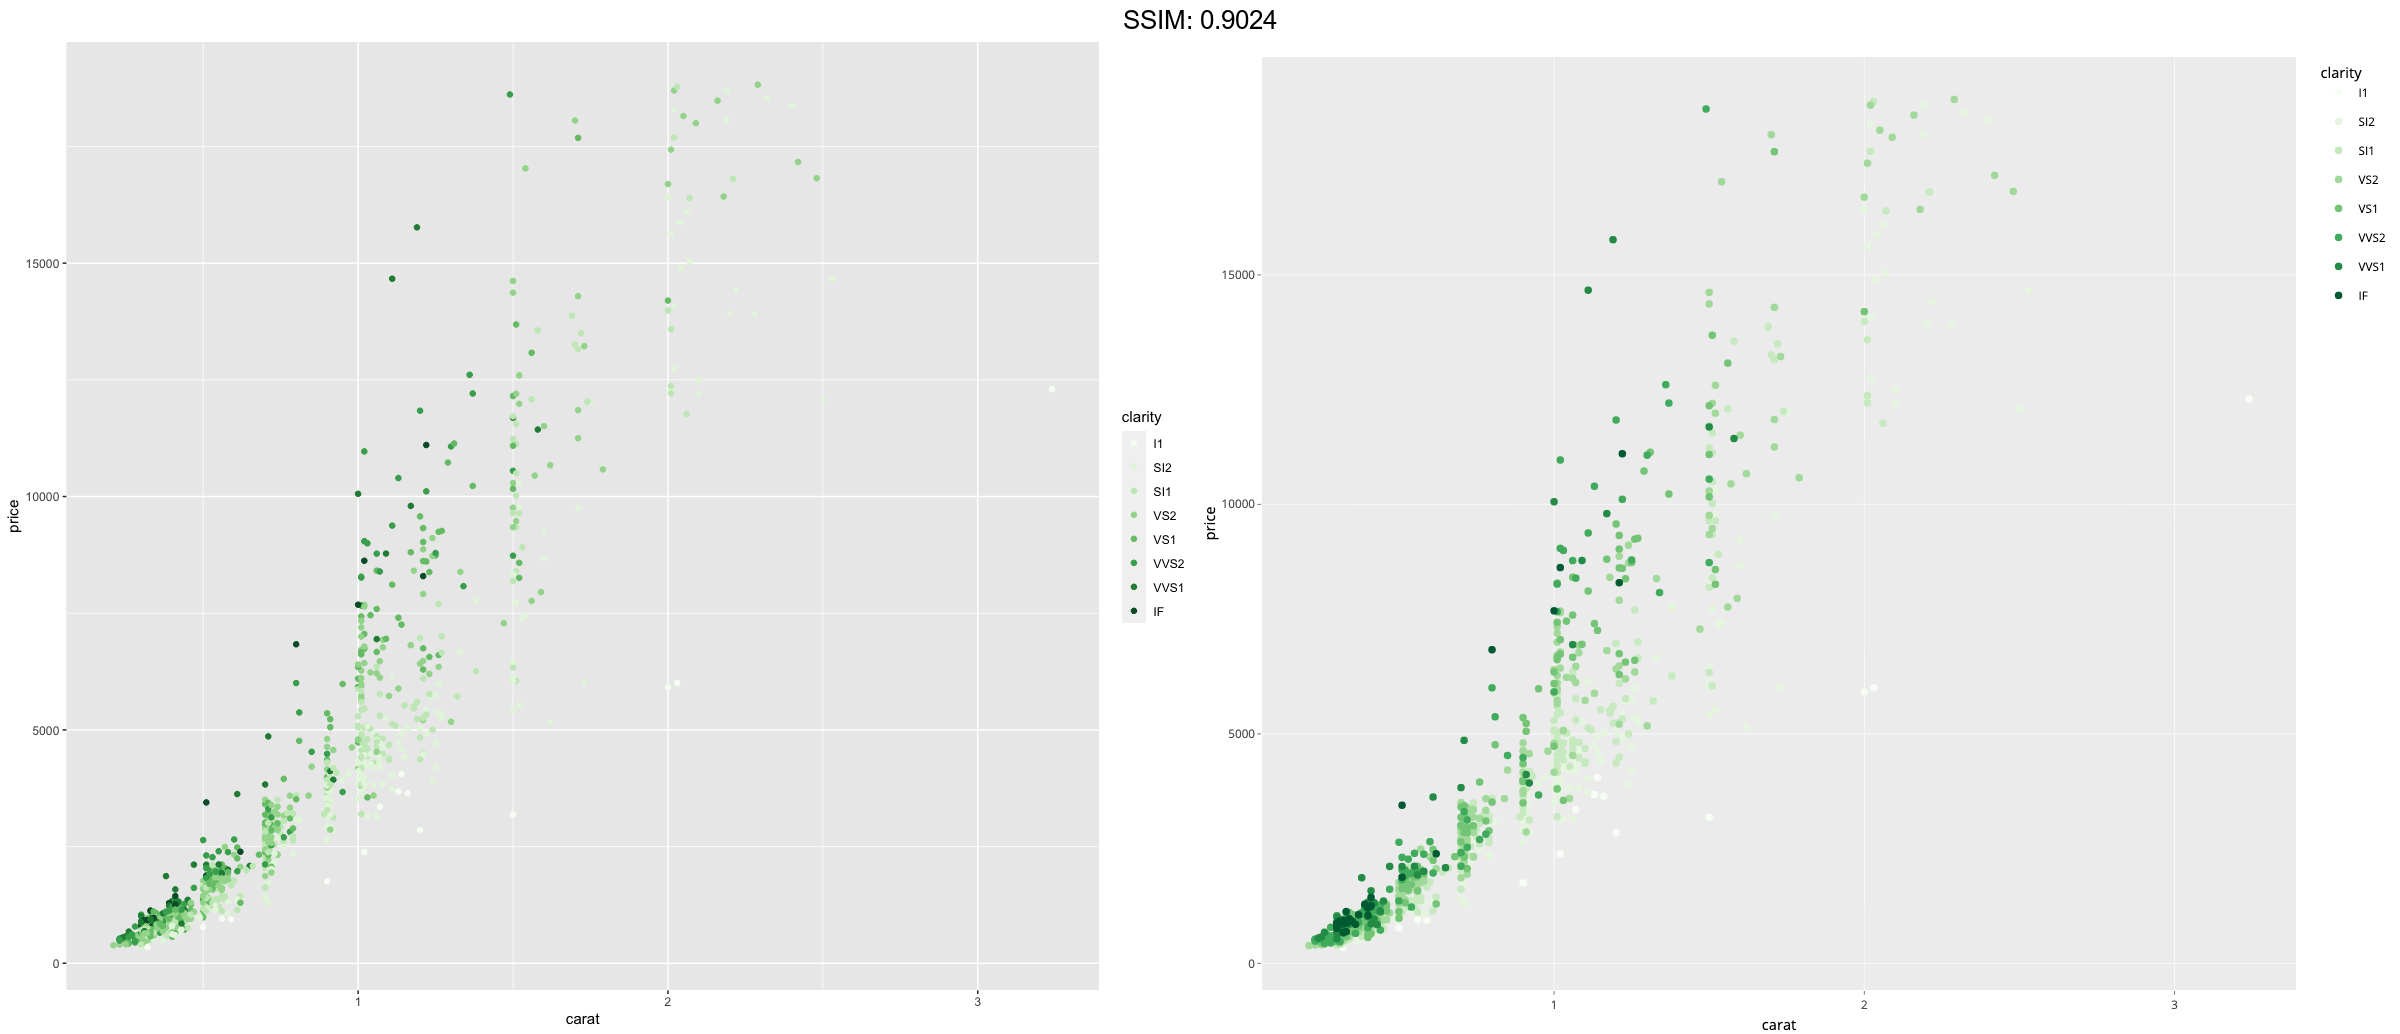 SSIM: 0.9024
price
15000
10000
5000
0
1
2
3
carat
clarity
I1
SI2
SI1
VS2
VS1
VVS2
VVS1
IF
price
15000
10000
5000
0
1
2
3
carat
clarity
I1
SI2
SI1
VS2
VS1
VVS2
VVS1
IF